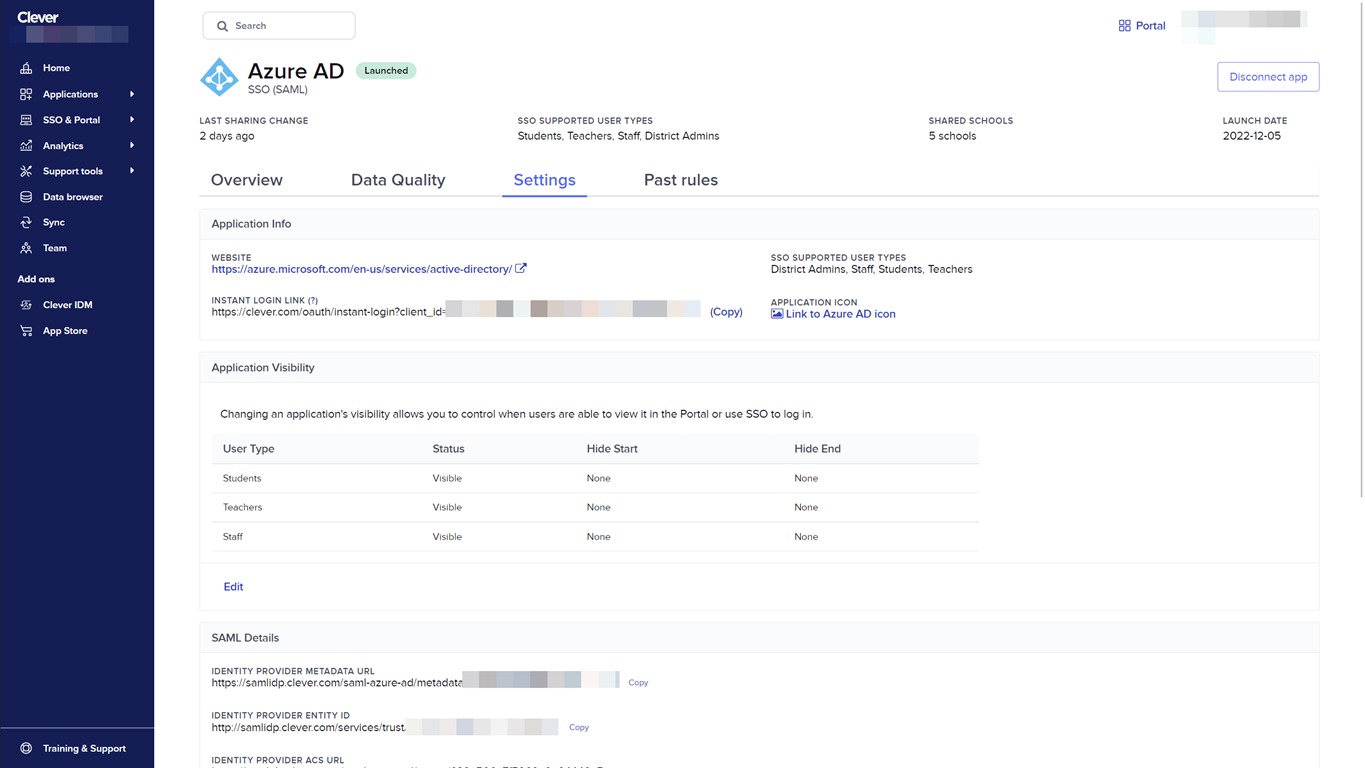 Clever
Home
Applications
SSO & Portal
Analytics
Support tools
Data browser
Sync
Team
Add ons
Clever IDM
App Store
Training & Support
Search
Portal
Azure AD Launched
SSO (SAML)
Disconnect app
LAST SHARING CHANGE
2 days ago
SSO SUPPORTED USER TYPES
Students, Teachers, Staff, District Admins
SHARED SCHOOLS
5 schools
LAUNCH DATE
2022-12-05
Overview Data Quality Settings Past rules
Application Info
WEBSITE
https://azure.microsoft.com/en-us/services/active-directory/
SSO SUPPORTED USER TYPES
District Admins, Staff, Students, Teachers
INSTANT LOGIN LINK (?)
https://clever.com/oauth/instant-login?client_id= (Copy)
APPLICATION ICON
Link to Azure AD icon
Application Visibility
Changing an application's visibility allows you to control when users are able to view it in the Portal or use SSO to log in.
User Type Status Hide Start Hide End
Students Visible None None
Teachers Visible None None
Staff Visible None None
Edit
SAML Details
IDENTITY PROVIDER METADATA URL
https://samlidp.clever.com/saml-azure-ad/metadata Copy
IDENTITY PROVIDER ENTITY ID
http://samlidp.clever.com/services/trust. Copy
IDENTITY PROVIDER ACS URL